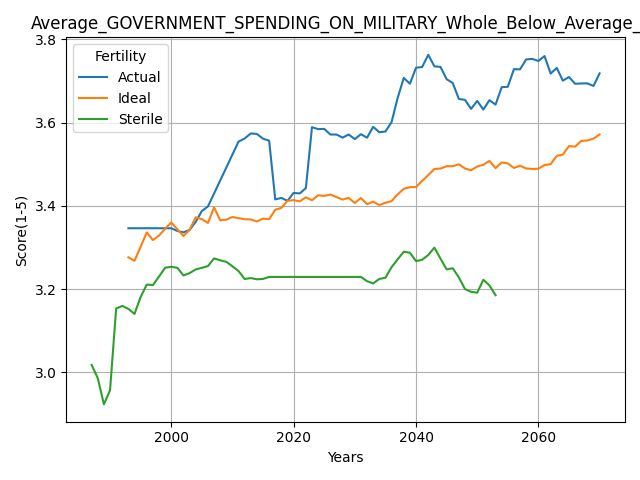 Average_GOVERNMENT_SPENDING_ON_MILITARY_Whole_Below_Average_
Fertility
Actual
Ideal
Sterile
3.8
3.6
3.4
3.2
3.0
Score(1-5)
2000 2020 2040 2060
Years